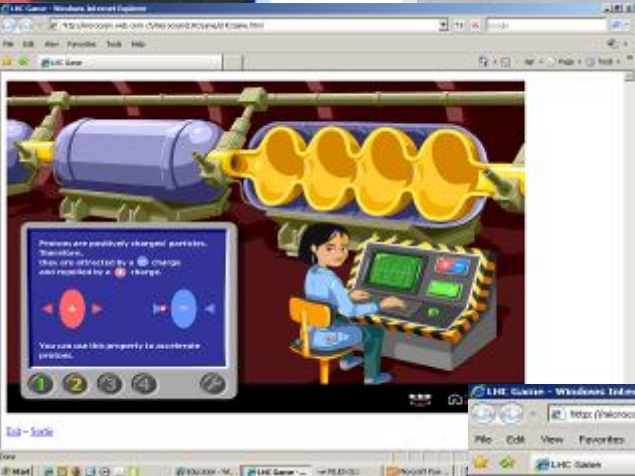 LHC Game - Windows Internet Explorer
File Edit View Favorites Tools Help
LHC Game
Protons are positively charged particles.
Therefore,
they are attracted by a − charge
and repelled by a + charge.
You can use this property to accelerate
protons.
1 2 3 4
Exit - Sortie
Done
Start
LHC Game - Windows Inter
File Edit View Favorites
LHC Game